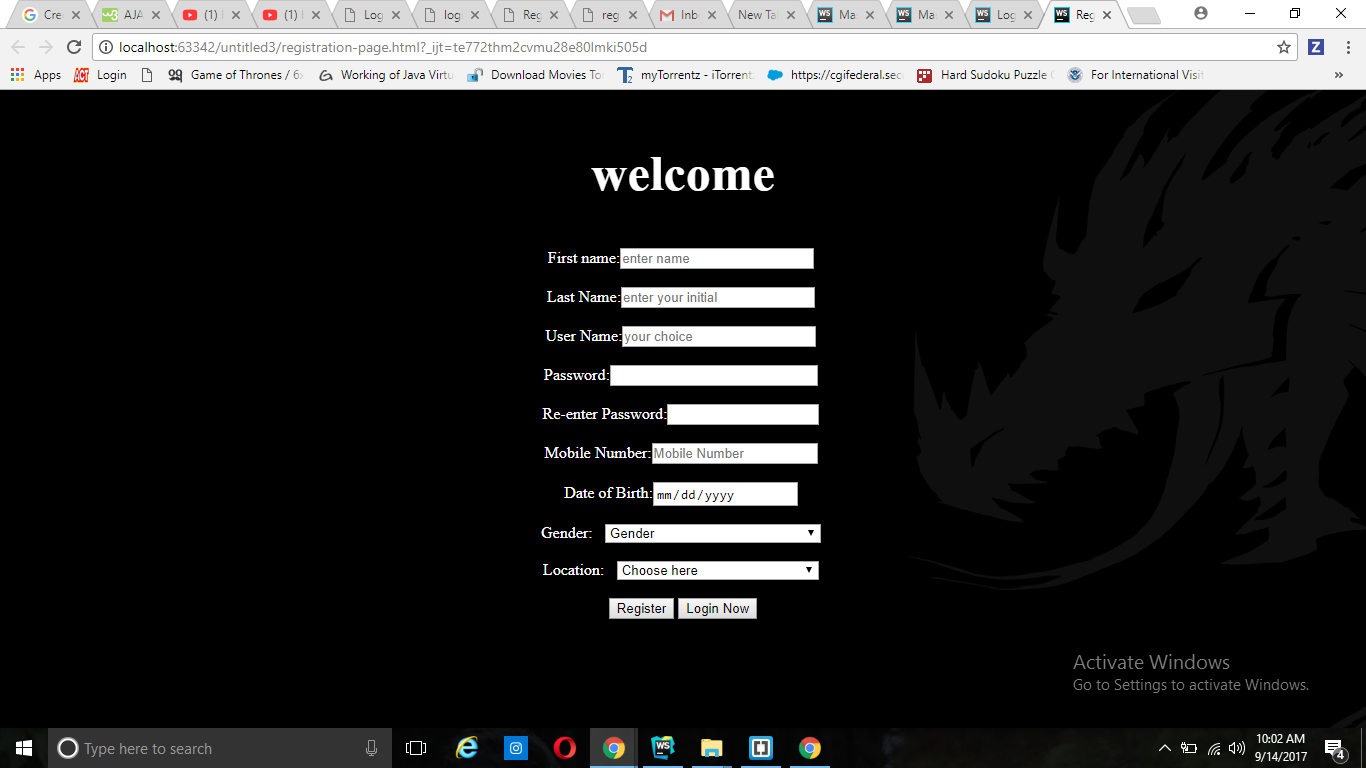 Cre
AJA
(1)
(1)
Log
log
Reg
reg
Inb
New Ta
Ma
Ma
Log
Reg
localhost:63342/untitled3/registration-page.html?_ijt=te772thm2cvmu28e80lmki505d
Apps
Login
Game of Thrones / 6x
Working of Java Virtu
Download Movies To
myTorrentz - iTorrent
https://cgifederal.sec
Hard Sudoku Puzzle
For International Visit
welcome
First name: enter name
Last Name: enter your initial
User Name: your choice
Password:
Re-enter Password:
Mobile Number: Mobile Number
Date of Birth: mm/dd/yyyy
Gender: Gender
Location: Choose here
Register Login Now
Activate Windows
Go to Settings to activate Windows.
Type here to search
10:02 AM
9/14/2017
4